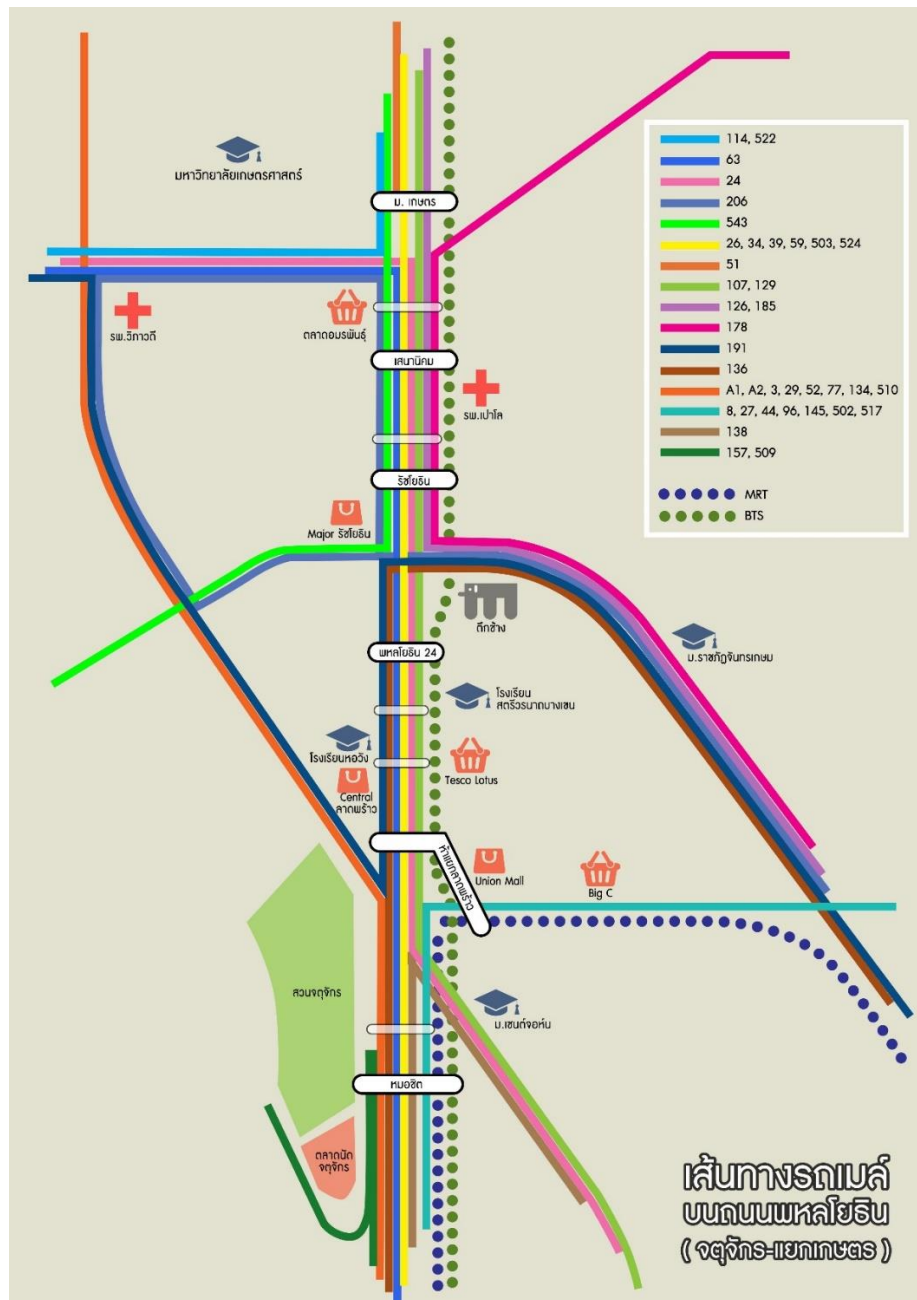 มหาวิทยาลัยเกษตรศาสตร์
ม. เกษตร
114, 522
63
24
206
543
26, 34, 39, 59, 503, 524
51
107, 129
126, 185
178
191
136
A1, A2, 3, 29, 52, 77, 134, 510
8, 27, 44, 96, 145, 502, 517
138
157, 509
MRT
BTS
รพ.วิภาวดี
ตลาดอมรพันธุ์
เสนานิคม
รพ.เปาโล
รัชโยธิน
Major รัชโยธิน
ตึกช้าง
พหลโยธิน 24
ม.ราชภัฏจันทรเกษม
โรงเรียน
สตรีวรนาถบางเขน
โรงเรียนหอวัง
Central
ลาดพร้าว
Tesco Lotus
ห้าแยกลาดพร้าว
Union Mall
Big C
สวนจตุจักร
ม.เซนต์จอห์น
หมอชิต
ตลาดนัด
จตุจักร
เส้นทางรถเมล์
บนถนนพหลโยธิน
( จตุจักร-แยกเกษตร )